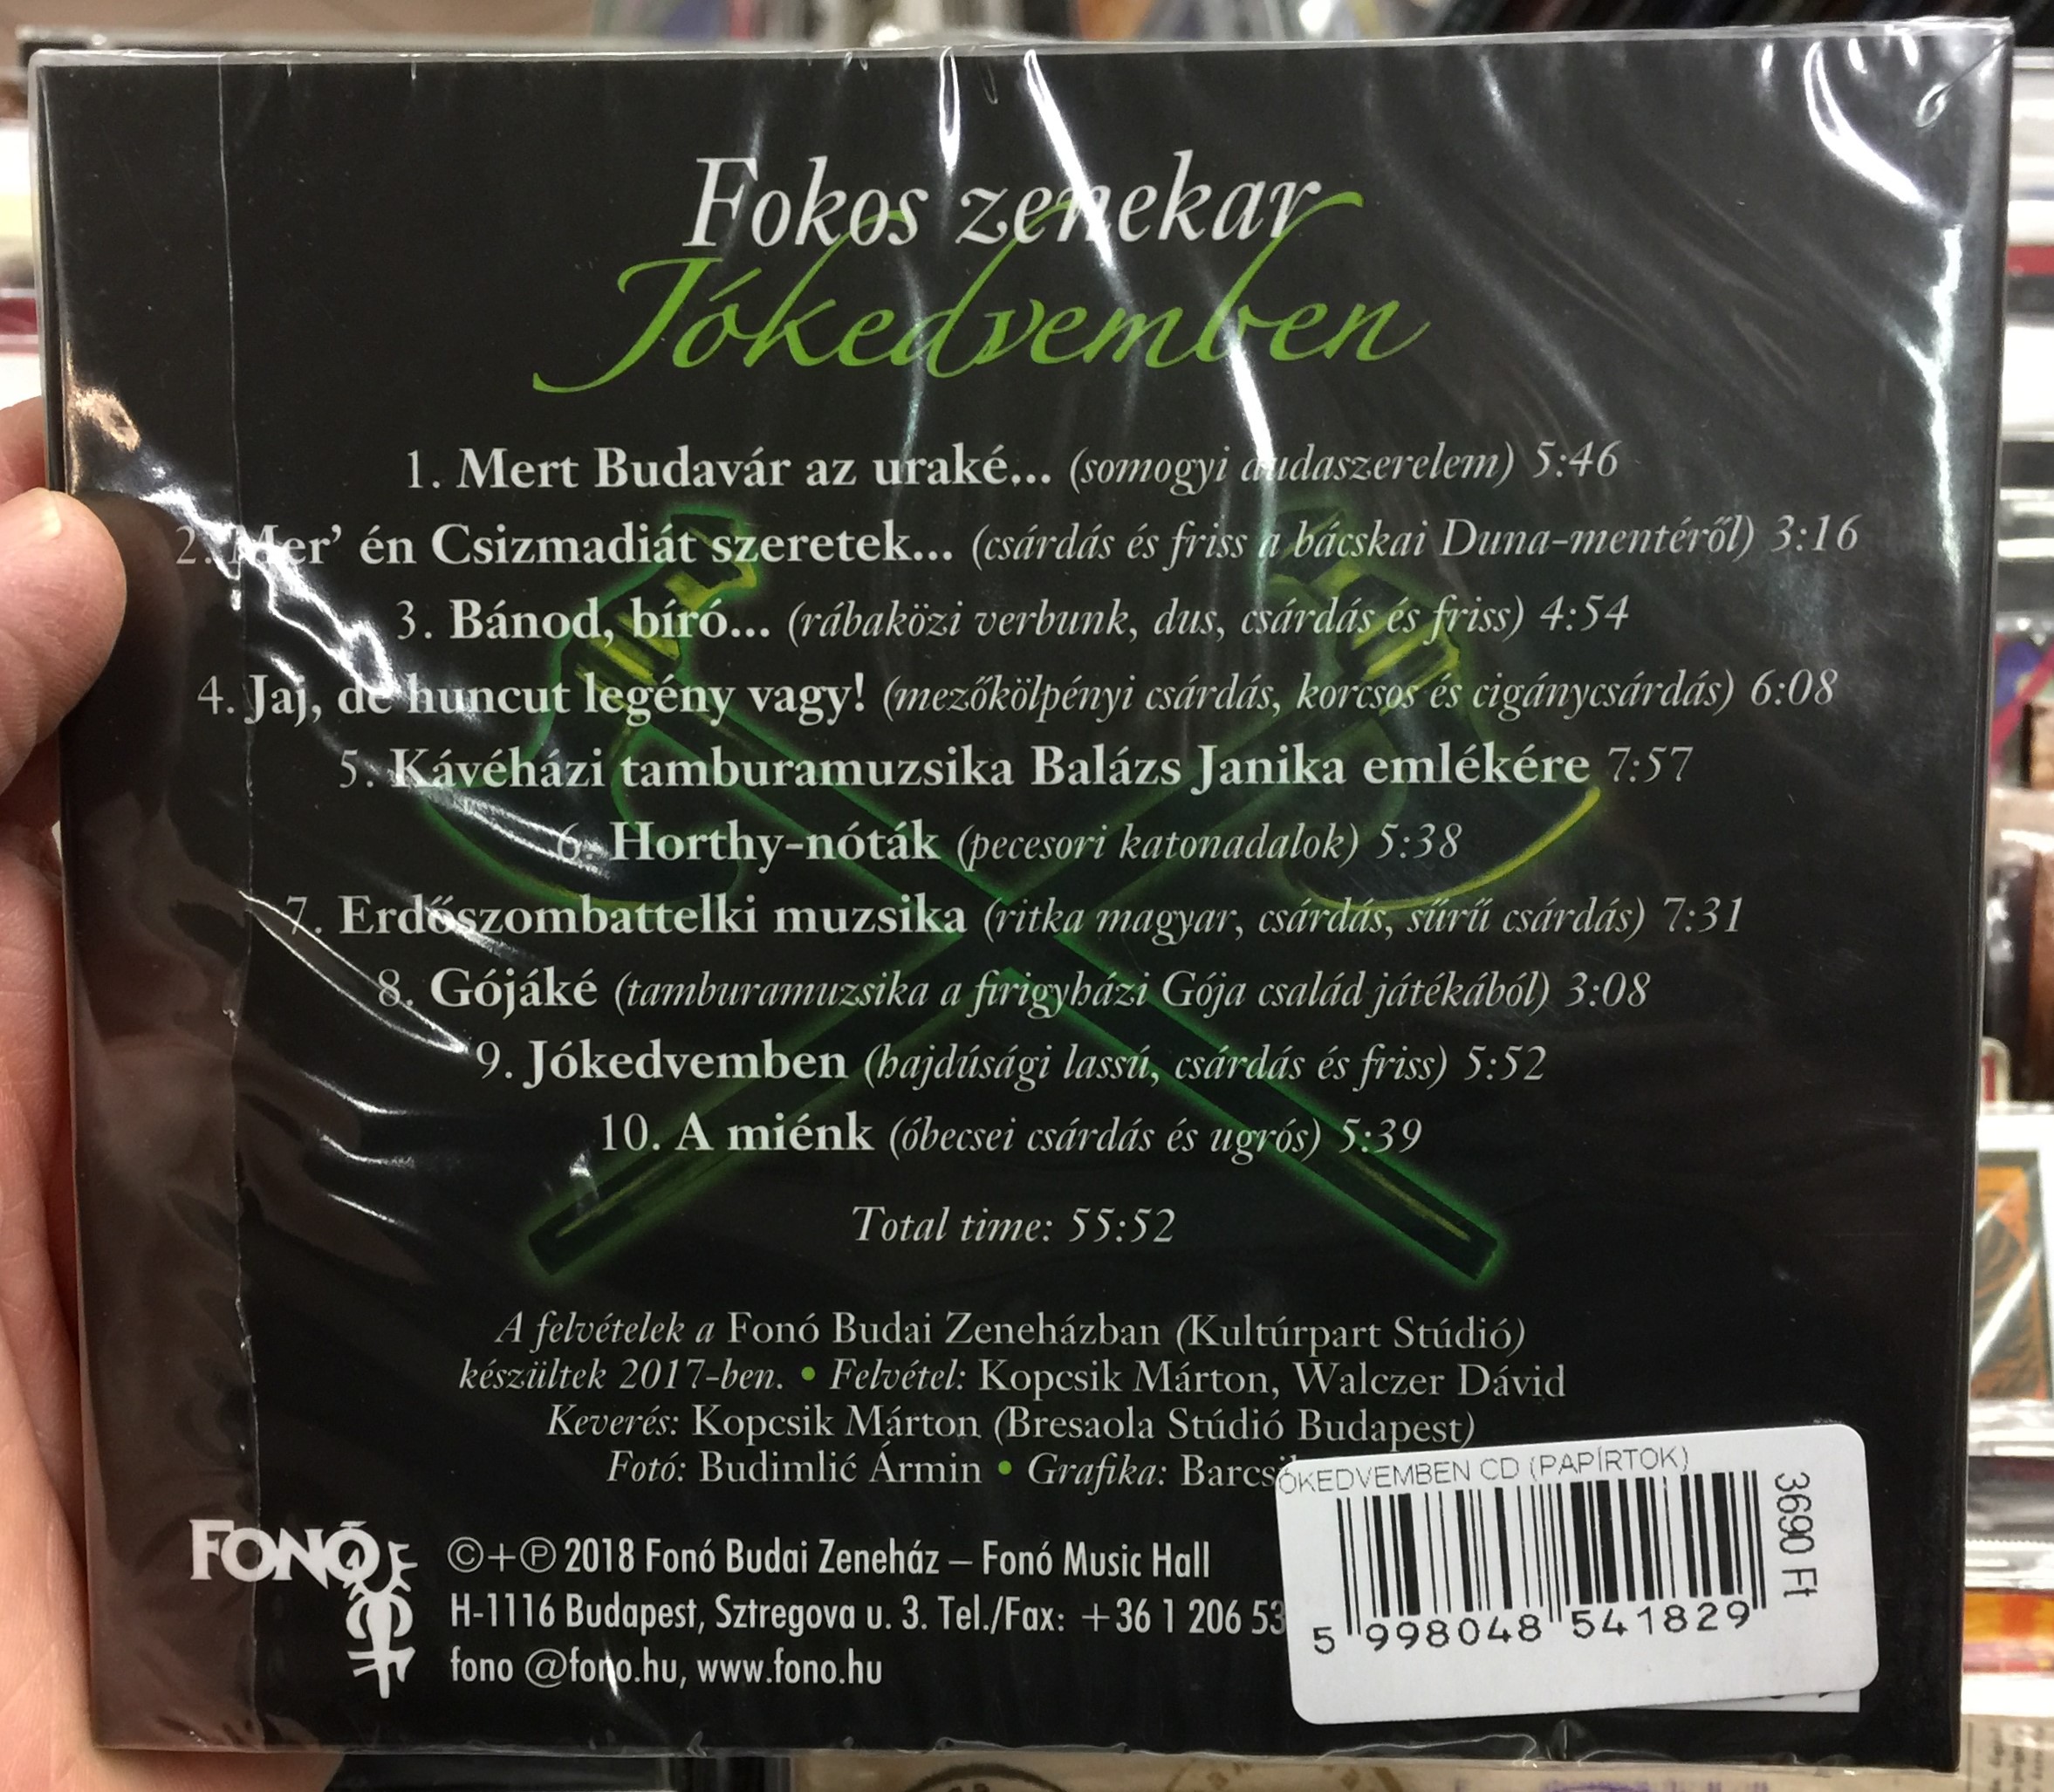 Fokos zenekar
Jókedvemben
1. Mert Budavár az uraké... (somogyi dudaszerelem) 5:46
2. Mer' én Csizmadiát szeretek... (csárdás és friss a bácskai Duna-mentéről) 3:16
3. Bánod, bíró... (rábaközi verbunk, dus, csárdás és friss) 4:54
4. Jaj, de huncut legény vagy! (mezőkölpényi csárdás, korcsos és cigánycsárdás) 6:08
5. Kávéházi tamburamuzsika Balázs Janika emlékére 7:57
6. Horthy-nóták (pecesori katonadalok) 5:38
7. Erdőszombattelki muzsika (ritka magyar, csárdás, sűrű csárdás) 7:31
8. Gójáké (tamburamuzsika a firigyházi Gója család játékából) 3:08
9. Jókedvemben (hajdúsági lassú, csárdás és friss) 5:52
10. A miénk (óbecsei csárdás és ugrós) 5:39
Total time: 55:52
A felvételek a Fonó Budai Zeneházban (Kultúrpart Stúdió)
készültek 2017-ben. • Felvétel: Kopcsik Márton, Walczer Dávid
Keverés: Kopcsik Márton (Bresaola Stúdió Budapest)
Fotó: Budimlić Ármin • Grafika:
FONÓ
©+℗ 2018 Fonó Budai Zeneház – Fonó Music Hall
H-1116 Budapest, Sztregova u. 3. Tel./Fax: +36 1 206 53
fono @fono.hu, www.fono.hu
ÓKEDVEMBEN CD (PAPÍRTOK)
3690 Ft
5 998048 541829